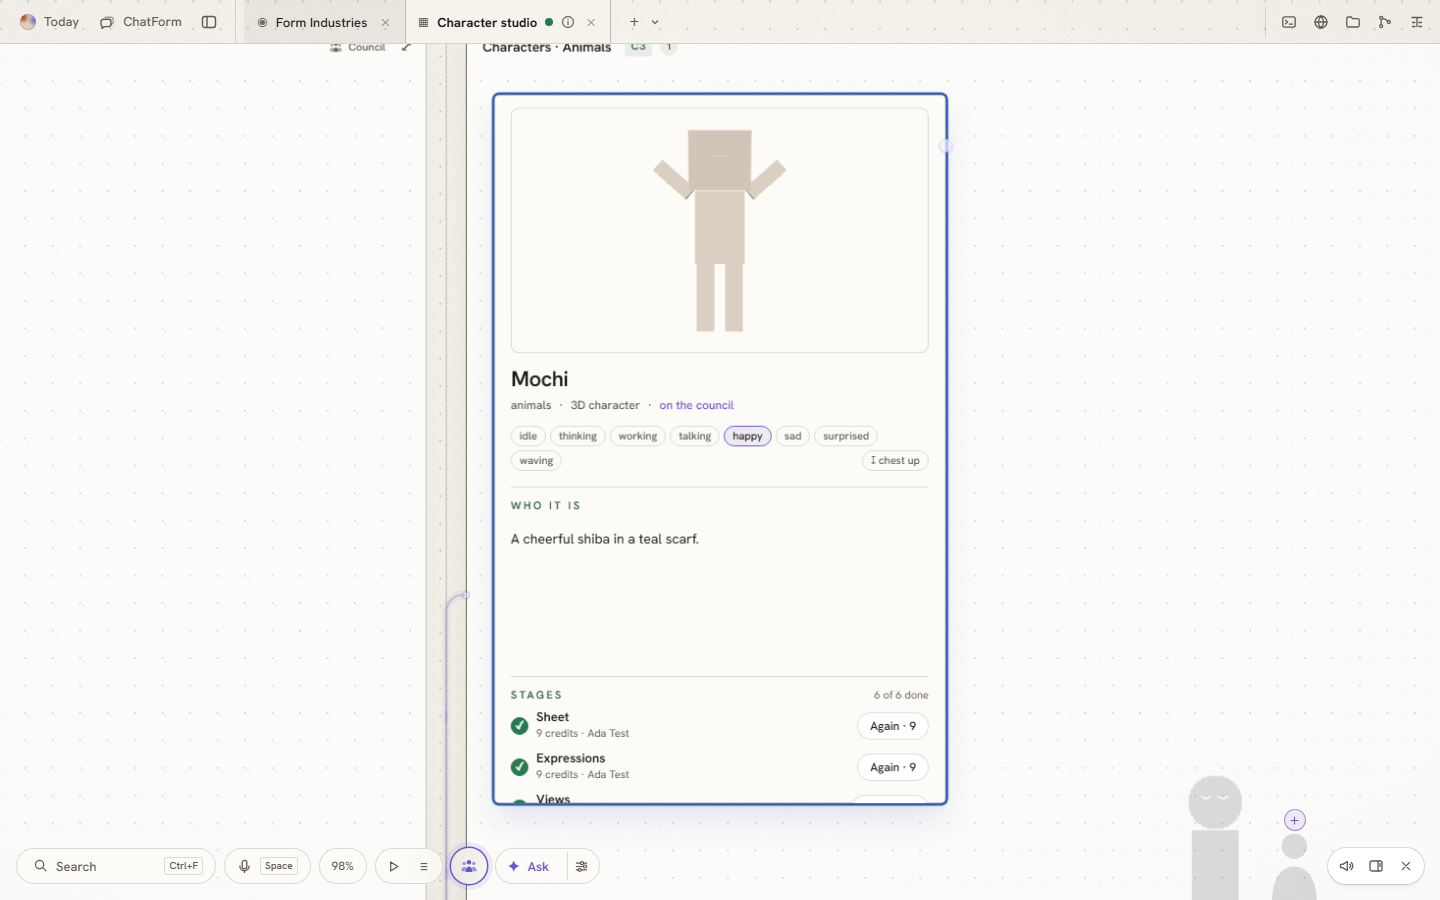 Today
ChatForm
Form Industries
Character studio
Council
Characters · Animals
C3
1
Mochi
animals · 3D character · on the council
idle
thinking
working
talking
happy
sad
surprised
waving
chest up
WHO IT IS
A cheerful shiba in a teal scarf.
STAGES
6 of 6 done
Sheet
9 credits · Ada Test
Again · 9
Expressions
9 credits · Ada Test
Again · 9
Views
Search
Ctrl+F
Space
98%
Ask